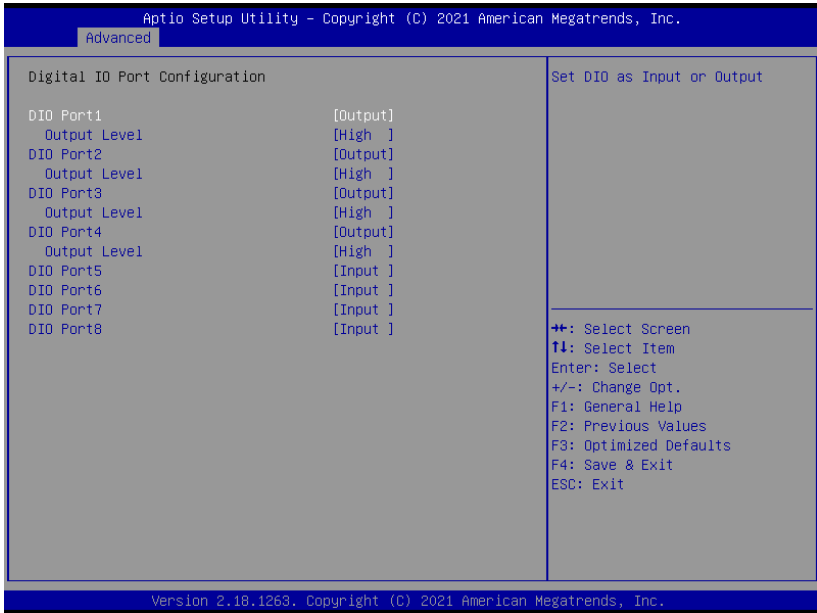 Aptio Setup Utility – Copyright (C) 2021 American Megatrends, Inc.
Advanced
Digital IO Port Configuration
DIO Port1 [Output]
Output Level [High ]
DIO Port2 [Output]
Output Level [High ]
DIO Port3 [Output]
Output Level [High ]
DIO Port4 [Output]
Output Level [High ]
DIO Port5 [Input ]
DIO Port6 [Input ]
DIO Port7 [Input ]
DIO Port8 [Input ]
Set DIO as Input or Output
→←: Select Screen
↑↓: Select Item
Enter: Select
+/-: Change Opt.
F1: General Help
F2: Previous Values
F3: Optimized Defaults
F4: Save & Exit
ESC: Exit
Version 2.18.1263. Copyright (C) 2021 American Megatrends, Inc.